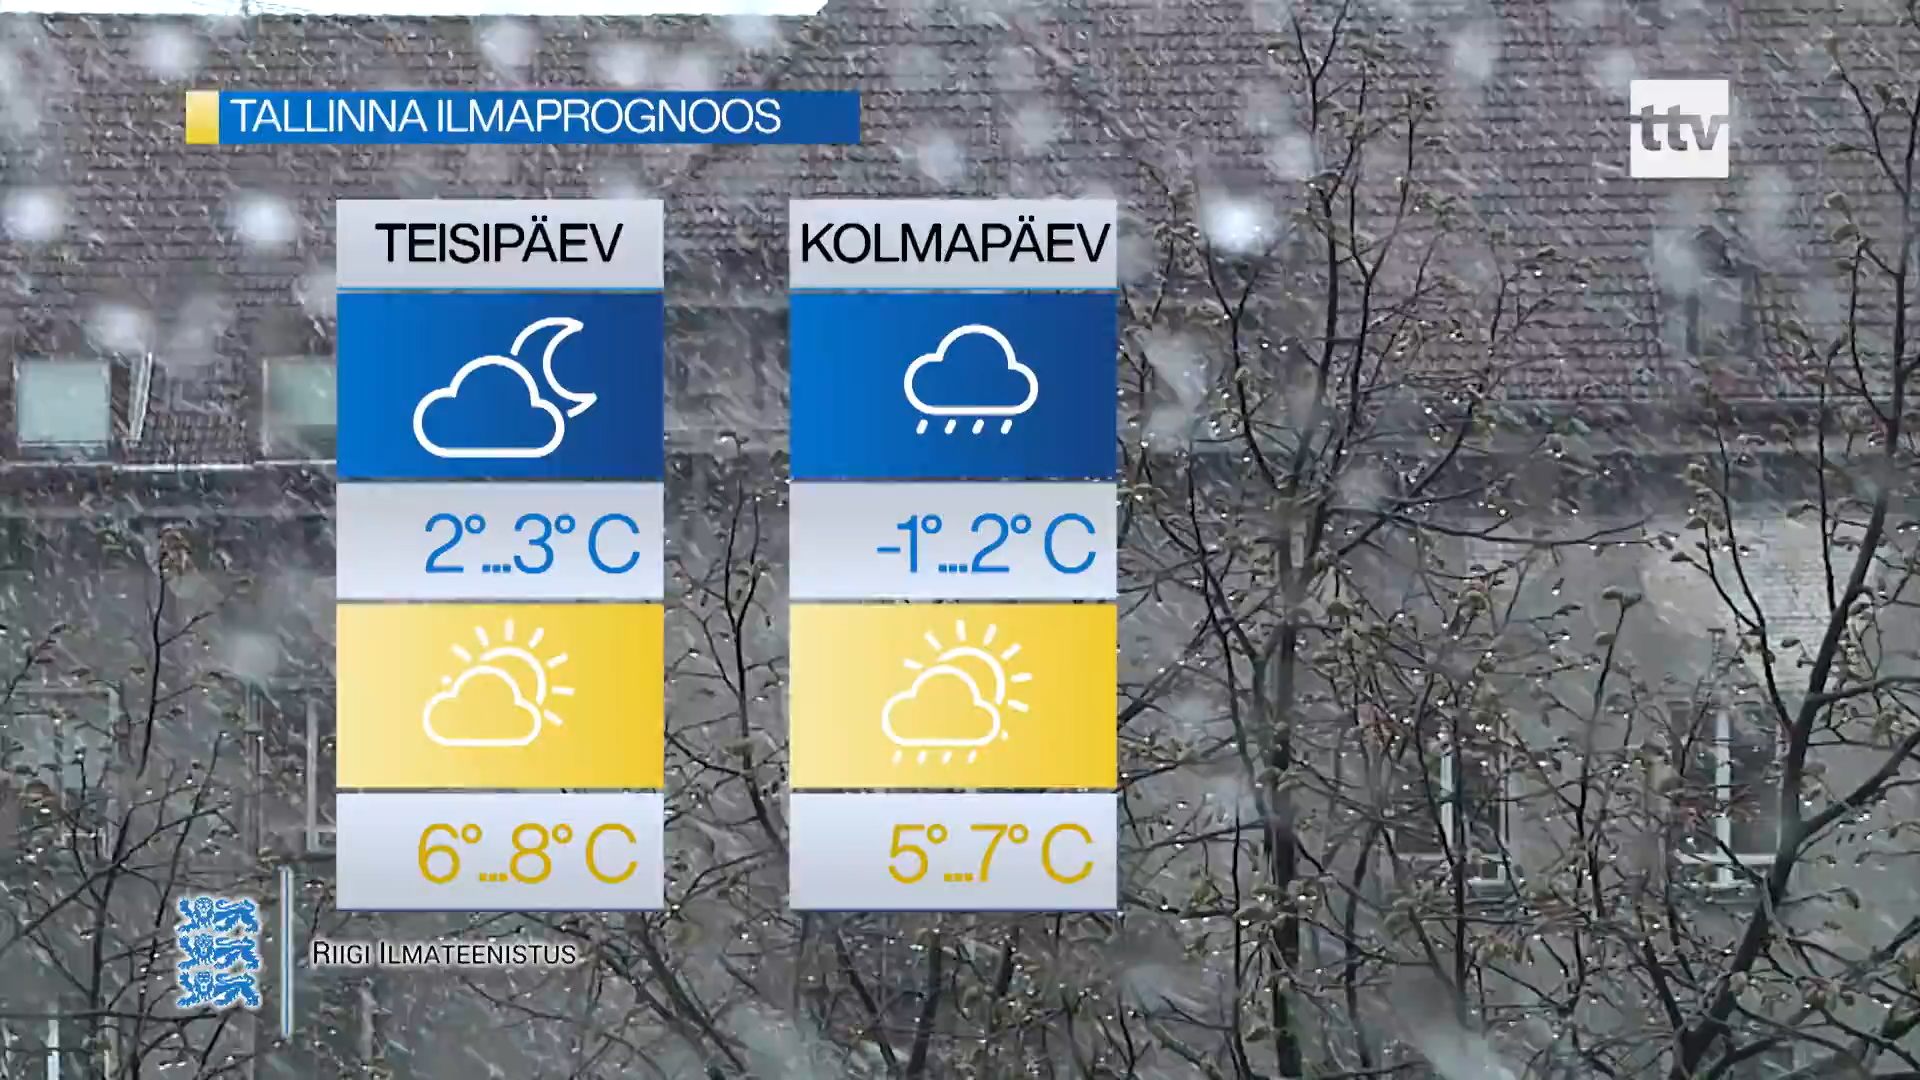 TALLINNA ILMAPROGNOOS
ttv
TEISIPÄEV
2°...3° C
6°...8° C
KOLMAPÄEV
-1°...2° C
5°...7° C
RIIGI ILMATEENISTUS